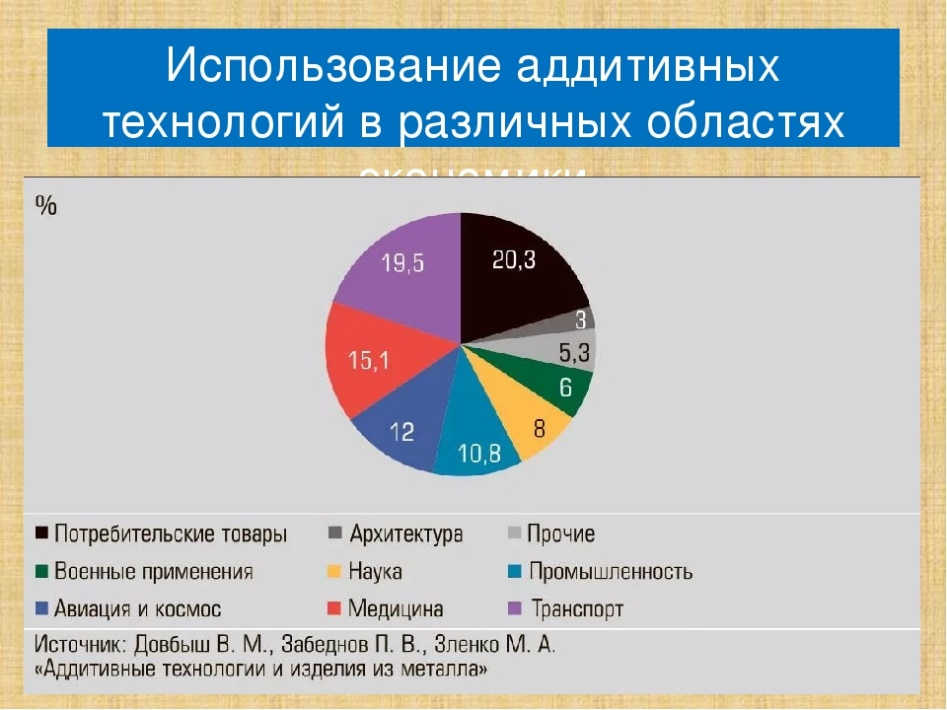 Использование аддитивных
технологий в различных областях
экономики
%
19,5
20,3
3
5,3
15,1
6
8
12
10,8
Потребительские товары Архитектура Прочие
Военные применения Наука Промышленность
Авиация и космос Медицина Транспорт
Источник: Довбыш В. М., Забеднов П. В., Зленко М. А.
«Аддитивные технологии и изделия из металла»